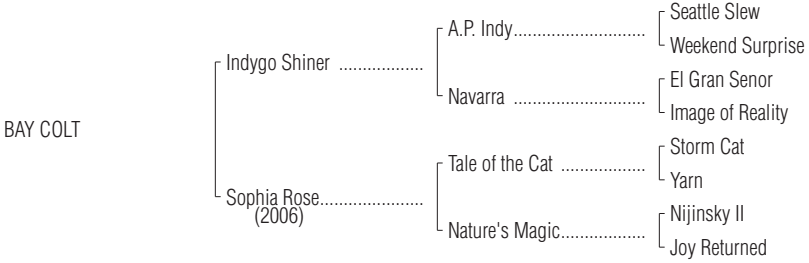 Seattle Slew
A.P. Indy............................
Weekend Surprise
Indygo Shiner ..................
El Gran Senor
Navarra ............................
Image of Reality
BAY COLT
Storm Cat
Tale of the Cat ..................
Yarn
Sophia Rose......................
(2006)
Nijinsky II
Nature's Magic..................
Joy Returned